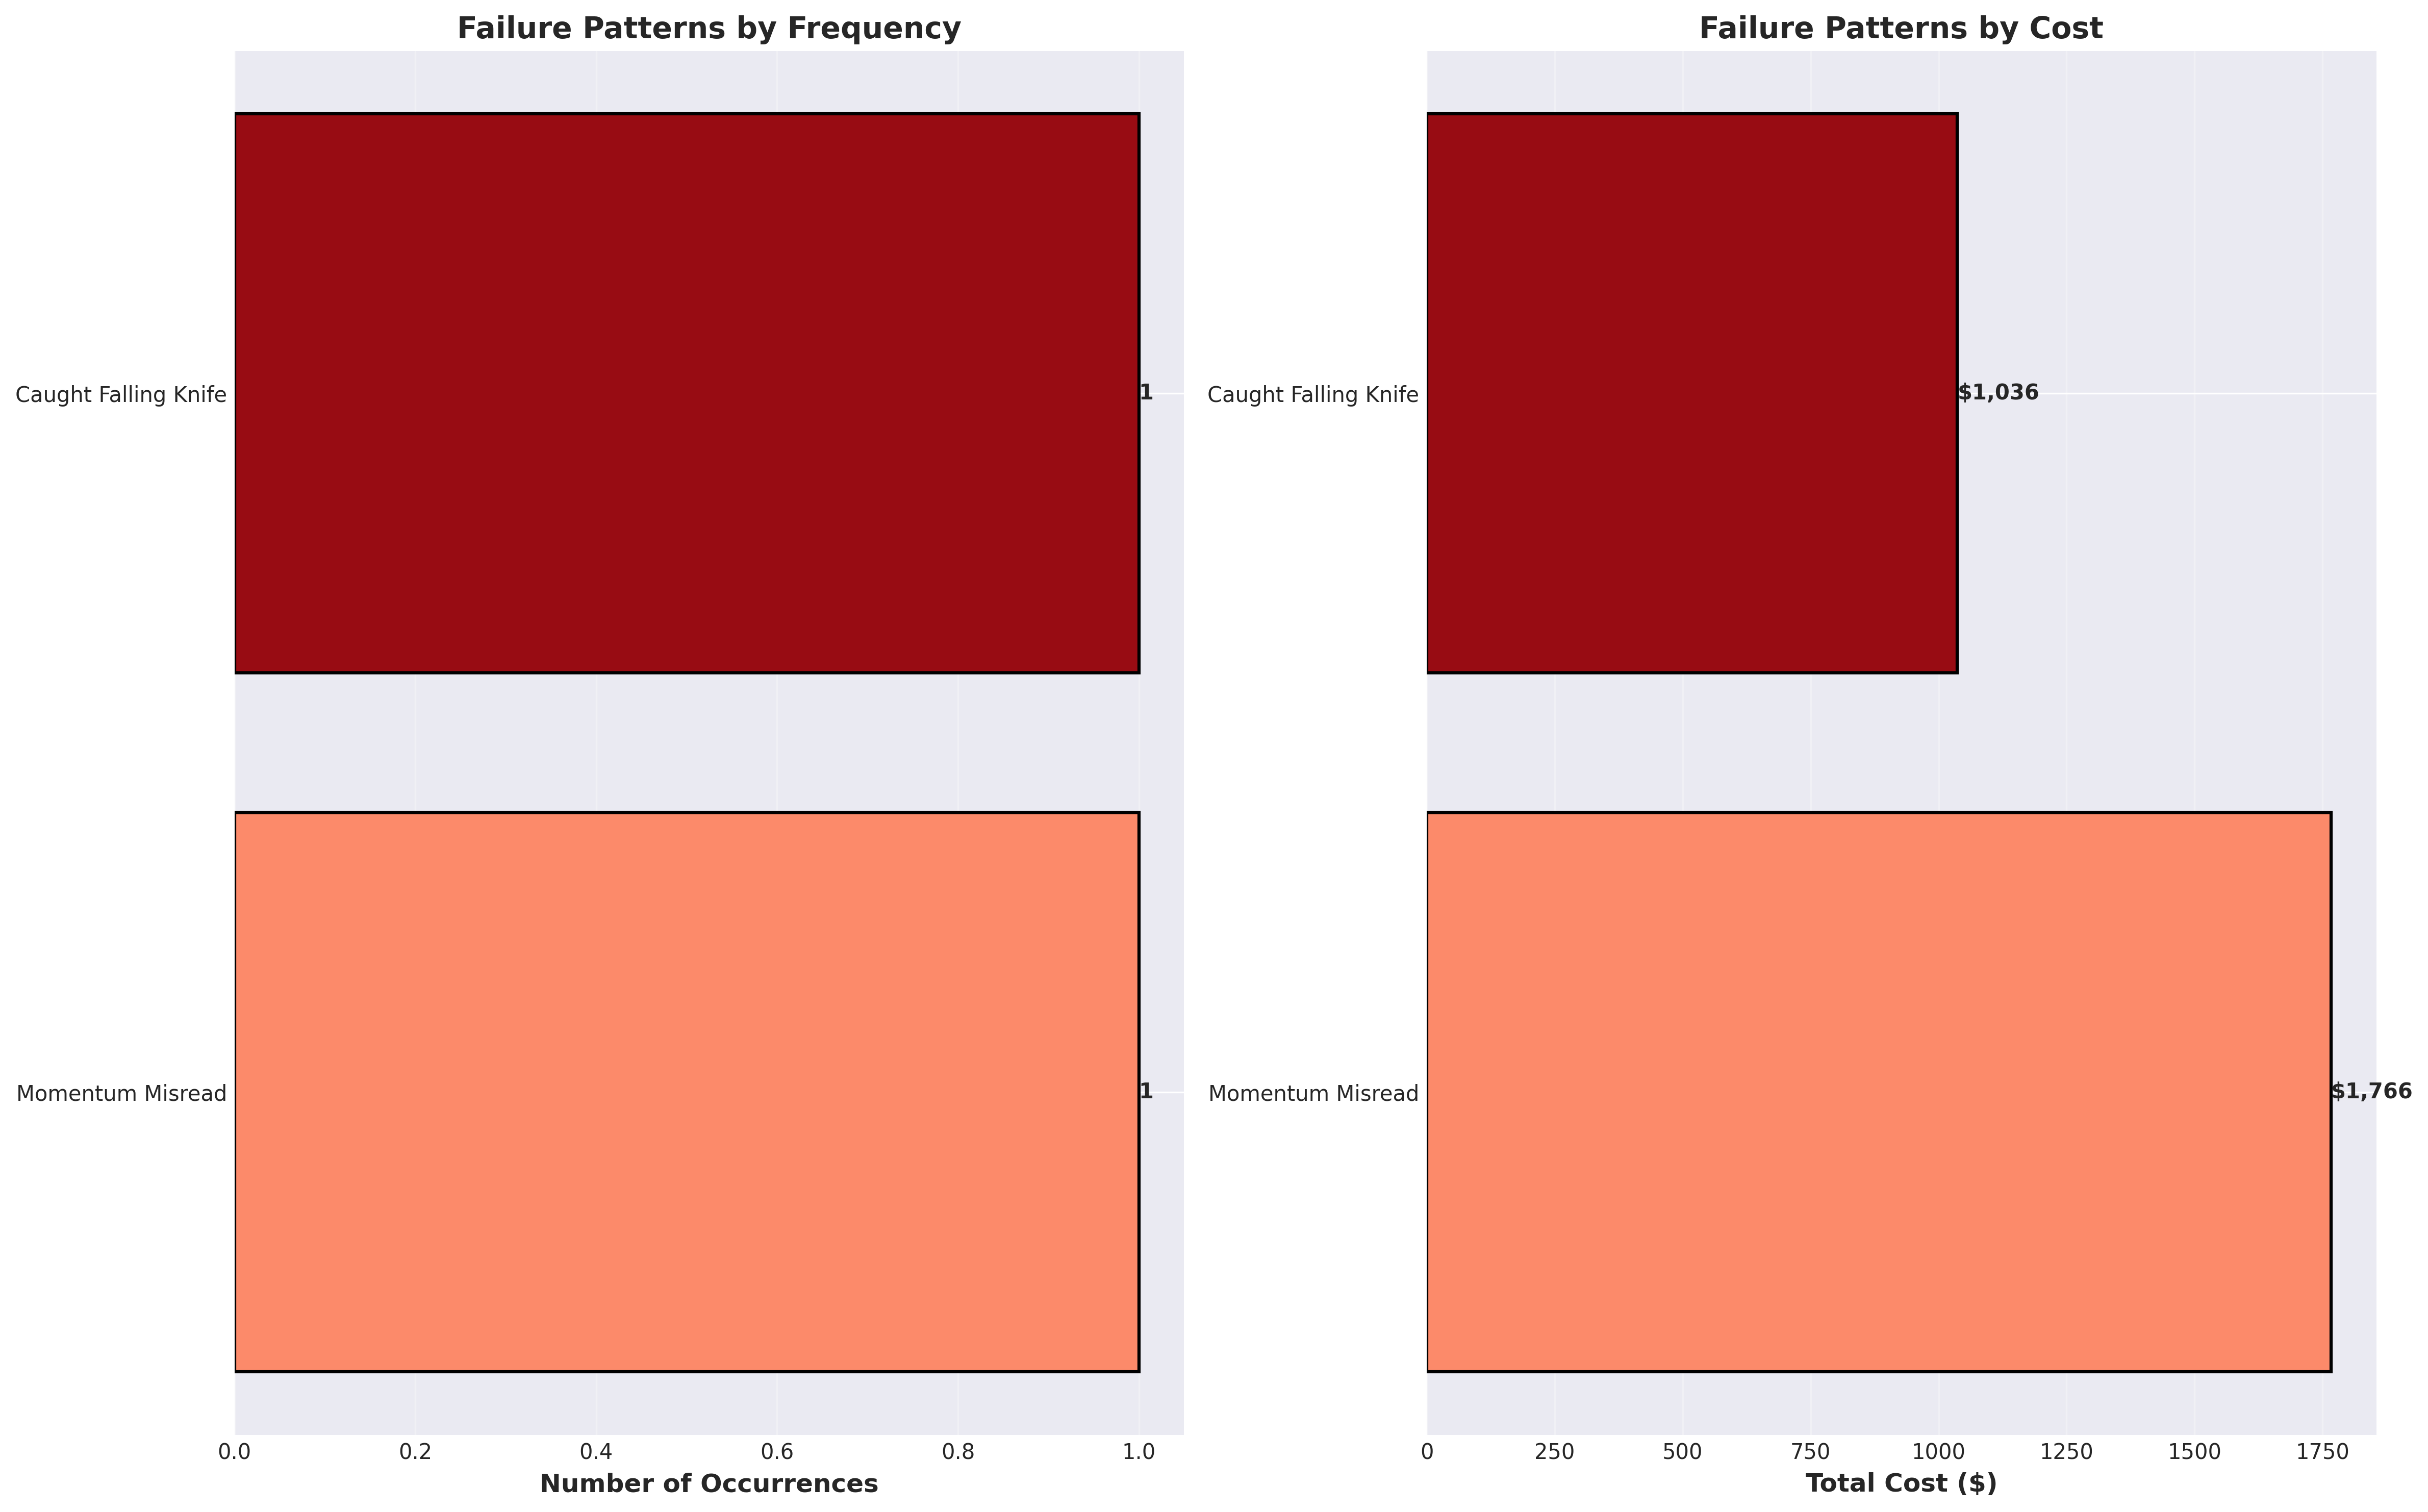 Failure Patterns by Frequency
Caught Falling Knife
1
Momentum Misread
1
0.0 0.2 0.4 0.6 0.8 1.0
Number of Occurrences
Failure Patterns by Cost
Caught Falling Knife
$1,036
Momentum Misread
$1,766
0 250 500 750 1000 1250 1500 1750
Total Cost ($)